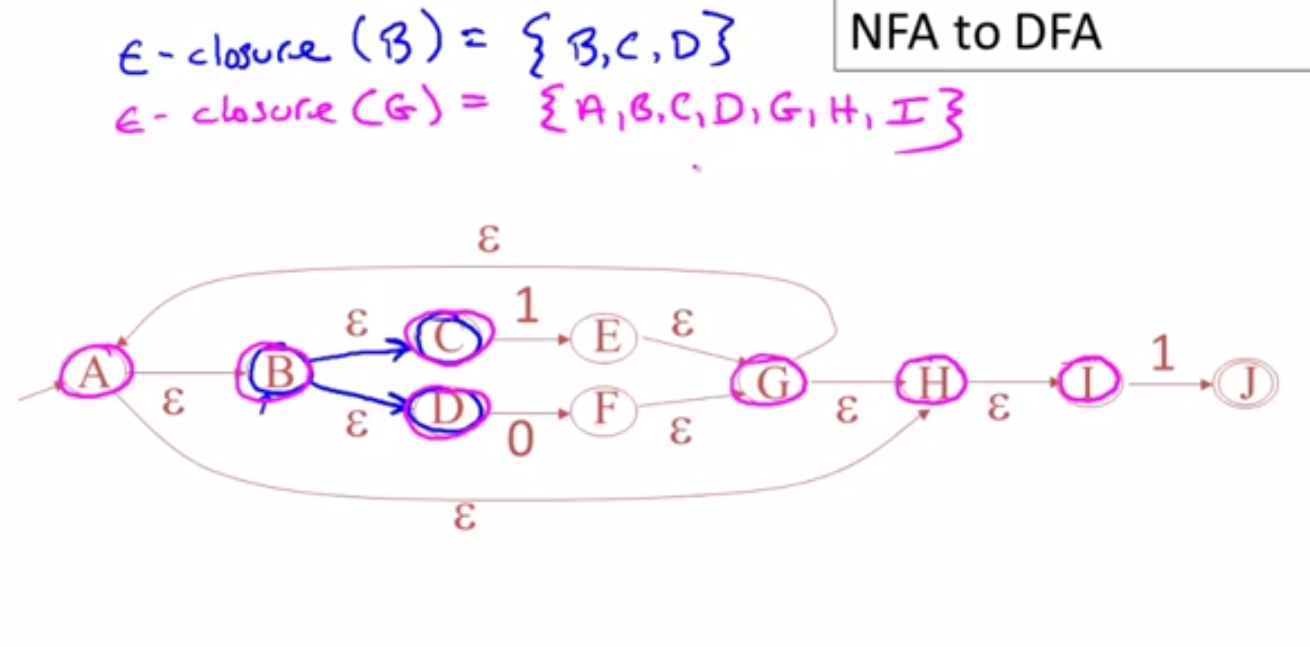 ε-closure (B) = { B,C,D}
NFA to DFA
ε- closure (G) = {A,B,C,D,G,H,I}
ε
ε C 1 E ε
A ε B G ε H ε I 1 J
ε D 0 F ε
ε